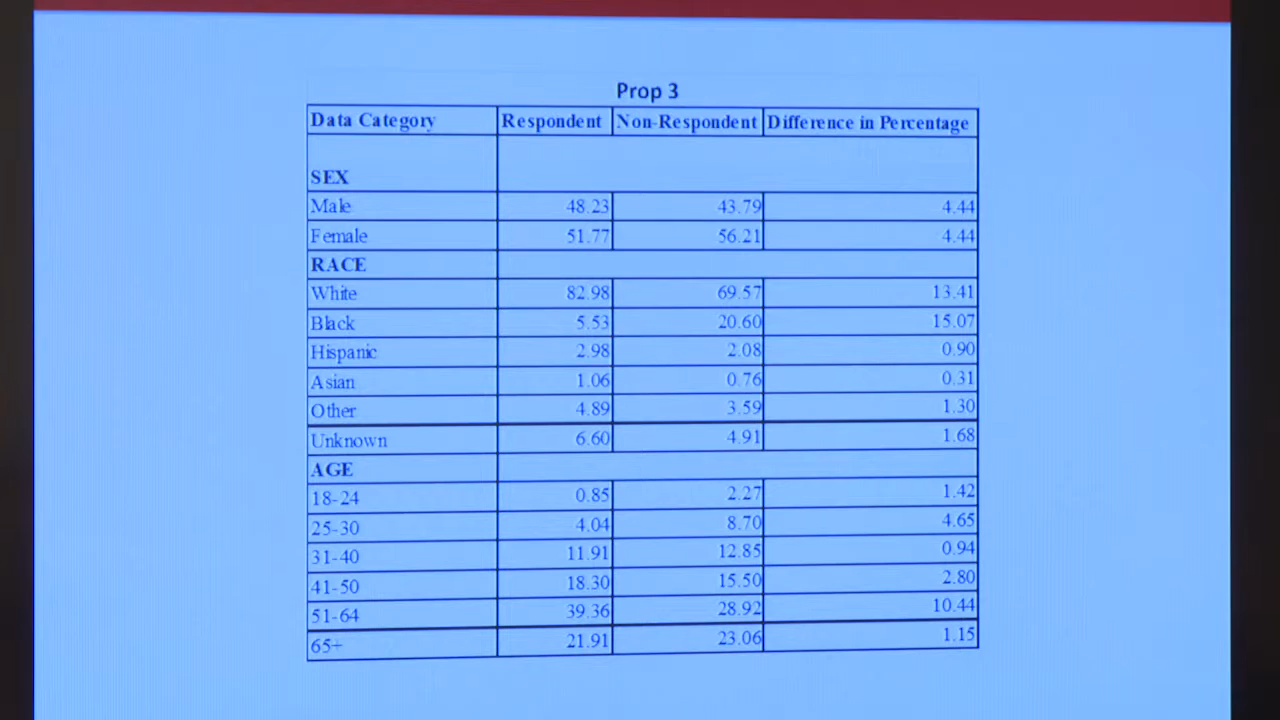 Prop 3
Data Category Respondent Non-Respondent Difference in Percentage
SEX
Male 48.23 43.79 4.44
Female 51.77 56.21 4.44
RACE
White 82.98 69.57 13.41
Black 5.53 20.60 15.07
Hispanic 2.98 2.08 0.90
Asian 1.06 0.76 0.31
Other 4.89 3.59 1.30
Unknown 6.60 4.91 1.68
AGE
18-24 0.85 2.27 1.42
25-30 4.04 8.70 4.65
31-40 11.91 12.85 0.94
41-50 18.30 15.50 2.80
51-64 39.36 28.92 10.44
65+ 21.91 23.06 1.15